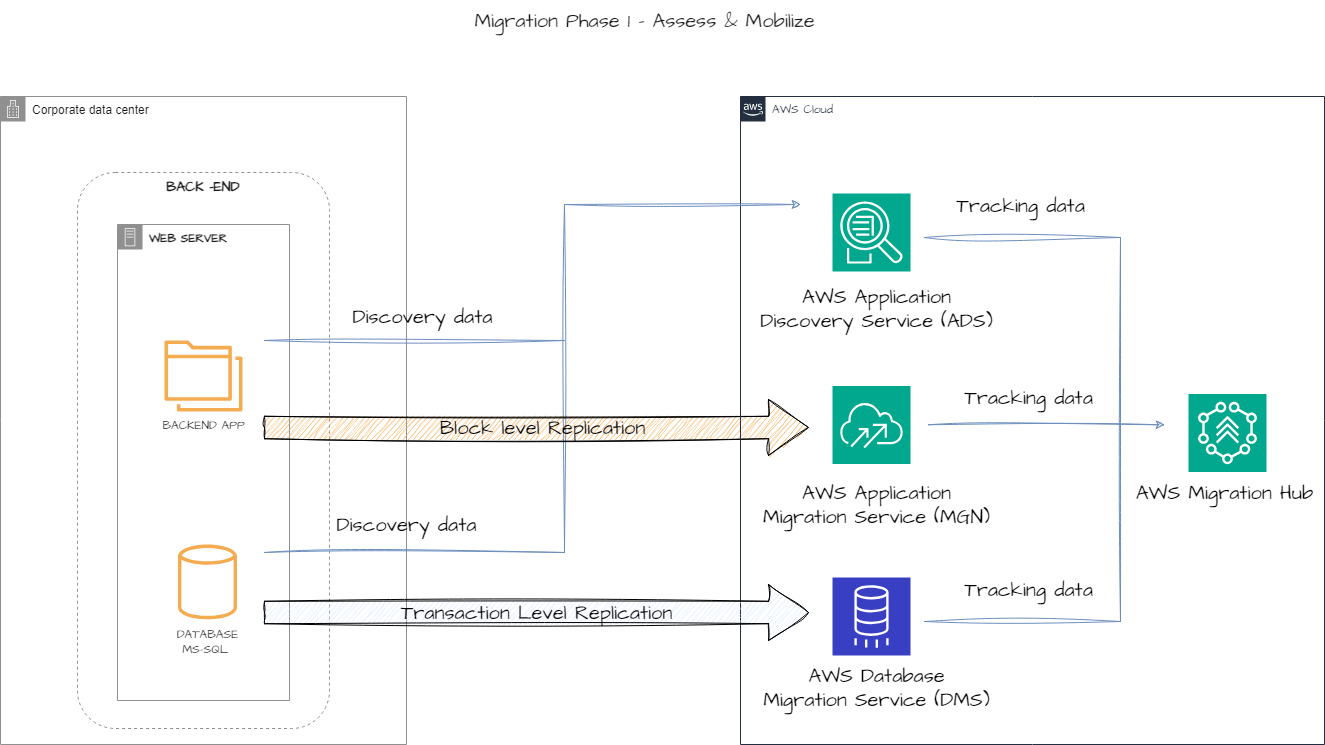 Migration Phase 1 - Assess & Mobilize
Corporate data center
aws
AWS Cloud
BACK -END
WEB SERVER
Tracking data
AWS Application
Discovery Service (ADS)
Discovery data
BACKEND APP
Block level Replication
Tracking data
AWS Application
Migration Service (MGN)
AWS Migration Hub
Discovery data
DATABASE
MS-SQL
Transaction Level Replication
Tracking data
AWS Database
Migration Service (DMS)